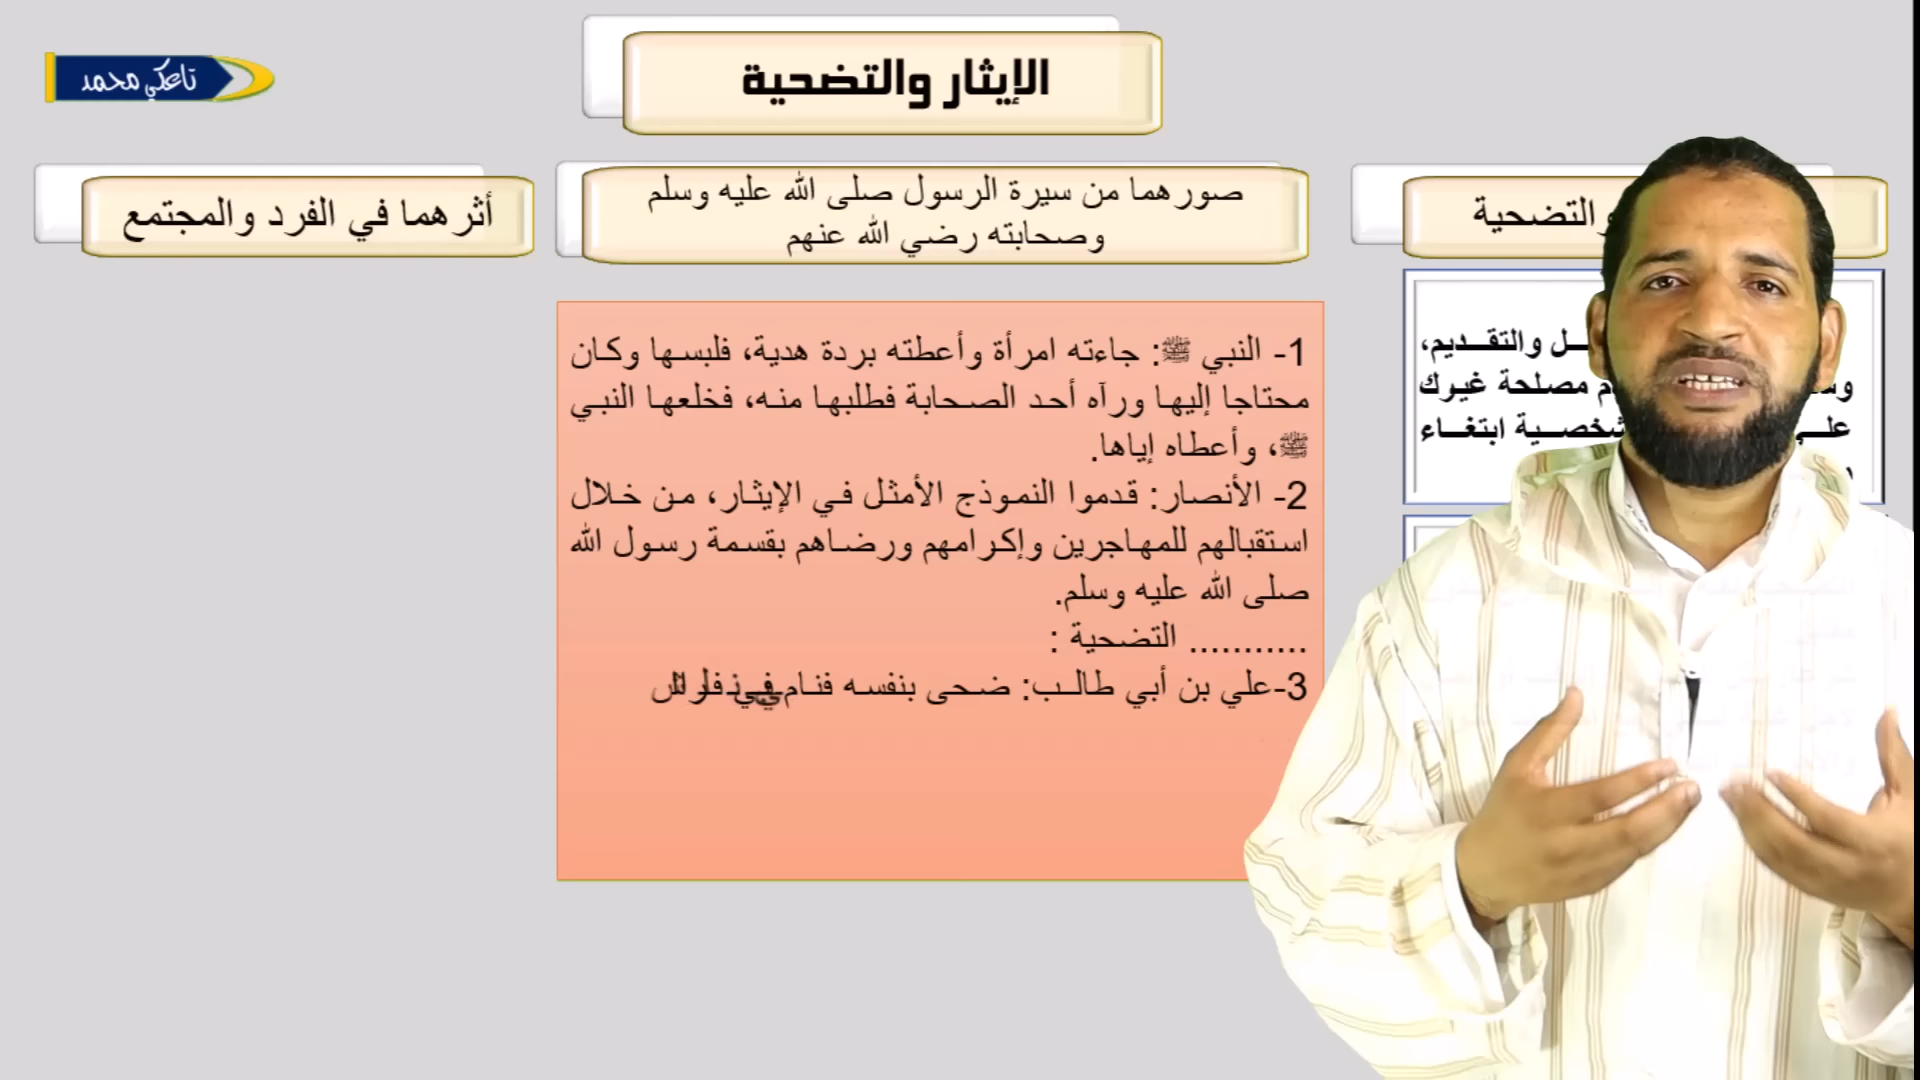 الإيثار والتضحية
تاعكي محمد
والتضحية
صورهما من سيرة الرسول صلى الله عليه وسلم
وصحابته رضي الله عنهم
أثرهما في الفرد والمجتمع
والتقديم،
مصلحة غيرك
ابتغاء
1- النبي ﷺ: جاءته امرأة وأعطته بردة هدية، فلبسها وكان
محتاجا إليها ورآه أحد الصحابة فطلبها منه، فخلعها النبي
ﷺ، وأعطاه إياها.
2- الأنصار: قدموا النموذج الأمثل في الإيثار، من خلال
استقبالهم للمهاجرين وإكرامهم ورضاهم بقسمة رسول الله
صلى الله عليه وسلم.
........... التضحية :
3-علي بن أبي طالب: ضحى بنفسه فنام في